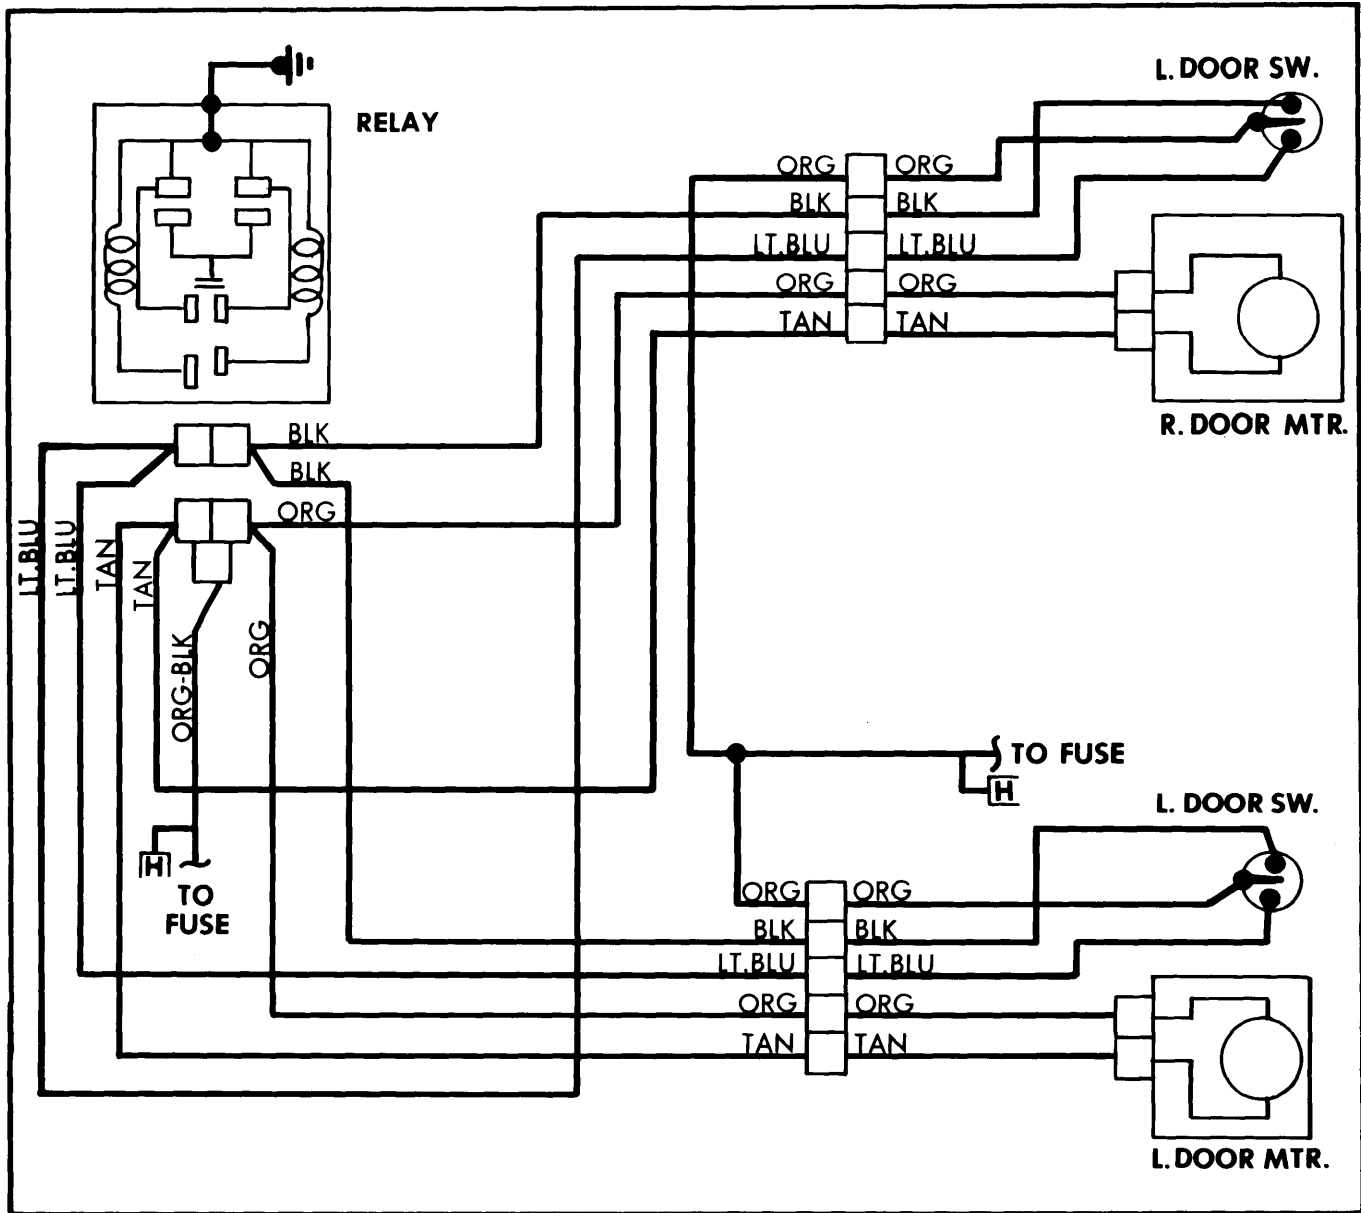 L. DOOR SW.
RELAY
ORG ORG
BLK BLK
LT.BLU LT.BLU
ORG ORG
TAN TAN
R. DOOR MTR.
BLK
BLK
ORG
LT.BLU
LT.BLU
TAN
TAN
ORG-BLK
ORG
TO FUSE
H
L. DOOR SW.
H
TO
FUSE
ORG ORG
BLK BLK
LT.BLU LT.BLU
ORG ORG
TAN TAN
L. DOOR MTR.